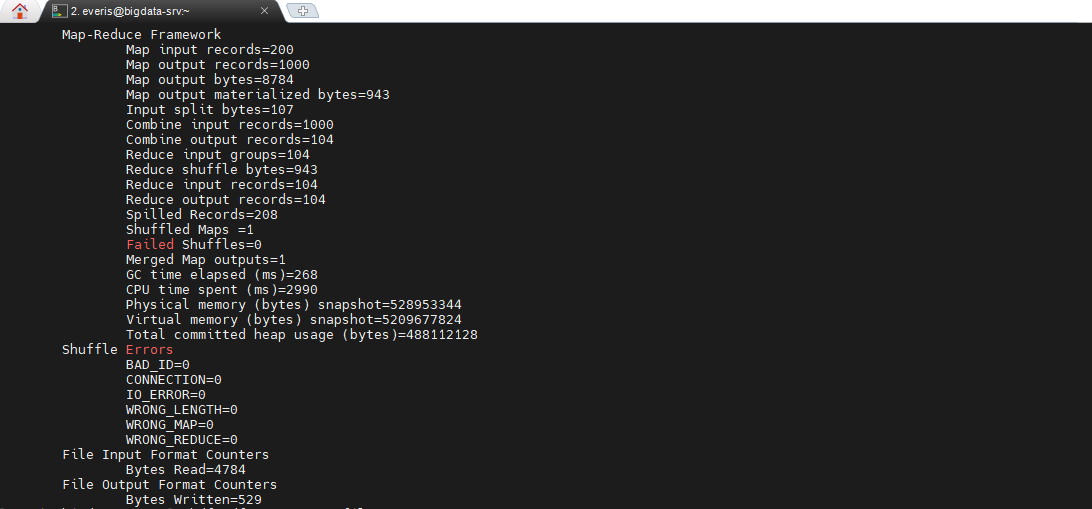 2. everis@bigdata-srv:~
Map-Reduce Framework
Map input records=200
Map output records=1000
Map output bytes=8784
Map output materialized bytes=943
Input split bytes=107
Combine input records=1000
Combine output records=104
Reduce input groups=104
Reduce shuffle bytes=943
Reduce input records=104
Reduce output records=104
Spilled Records=208
Shuffled Maps =1
Failed Shuffles=0
Merged Map outputs=1
GC time elapsed (ms)=268
CPU time spent (ms)=2990
Physical memory (bytes) snapshot=528953344
Virtual memory (bytes) snapshot=5209677824
Total committed heap usage (bytes)=488112128
Shuffle Errors
BAD_ID=0
CONNECTION=0
IO_ERROR=0
WRONG_LENGTH=0
WRONG_MAP=0
WRONG_REDUCE=0
File Input Format Counters
Bytes Read=4784
File Output Format Counters
Bytes Written=529